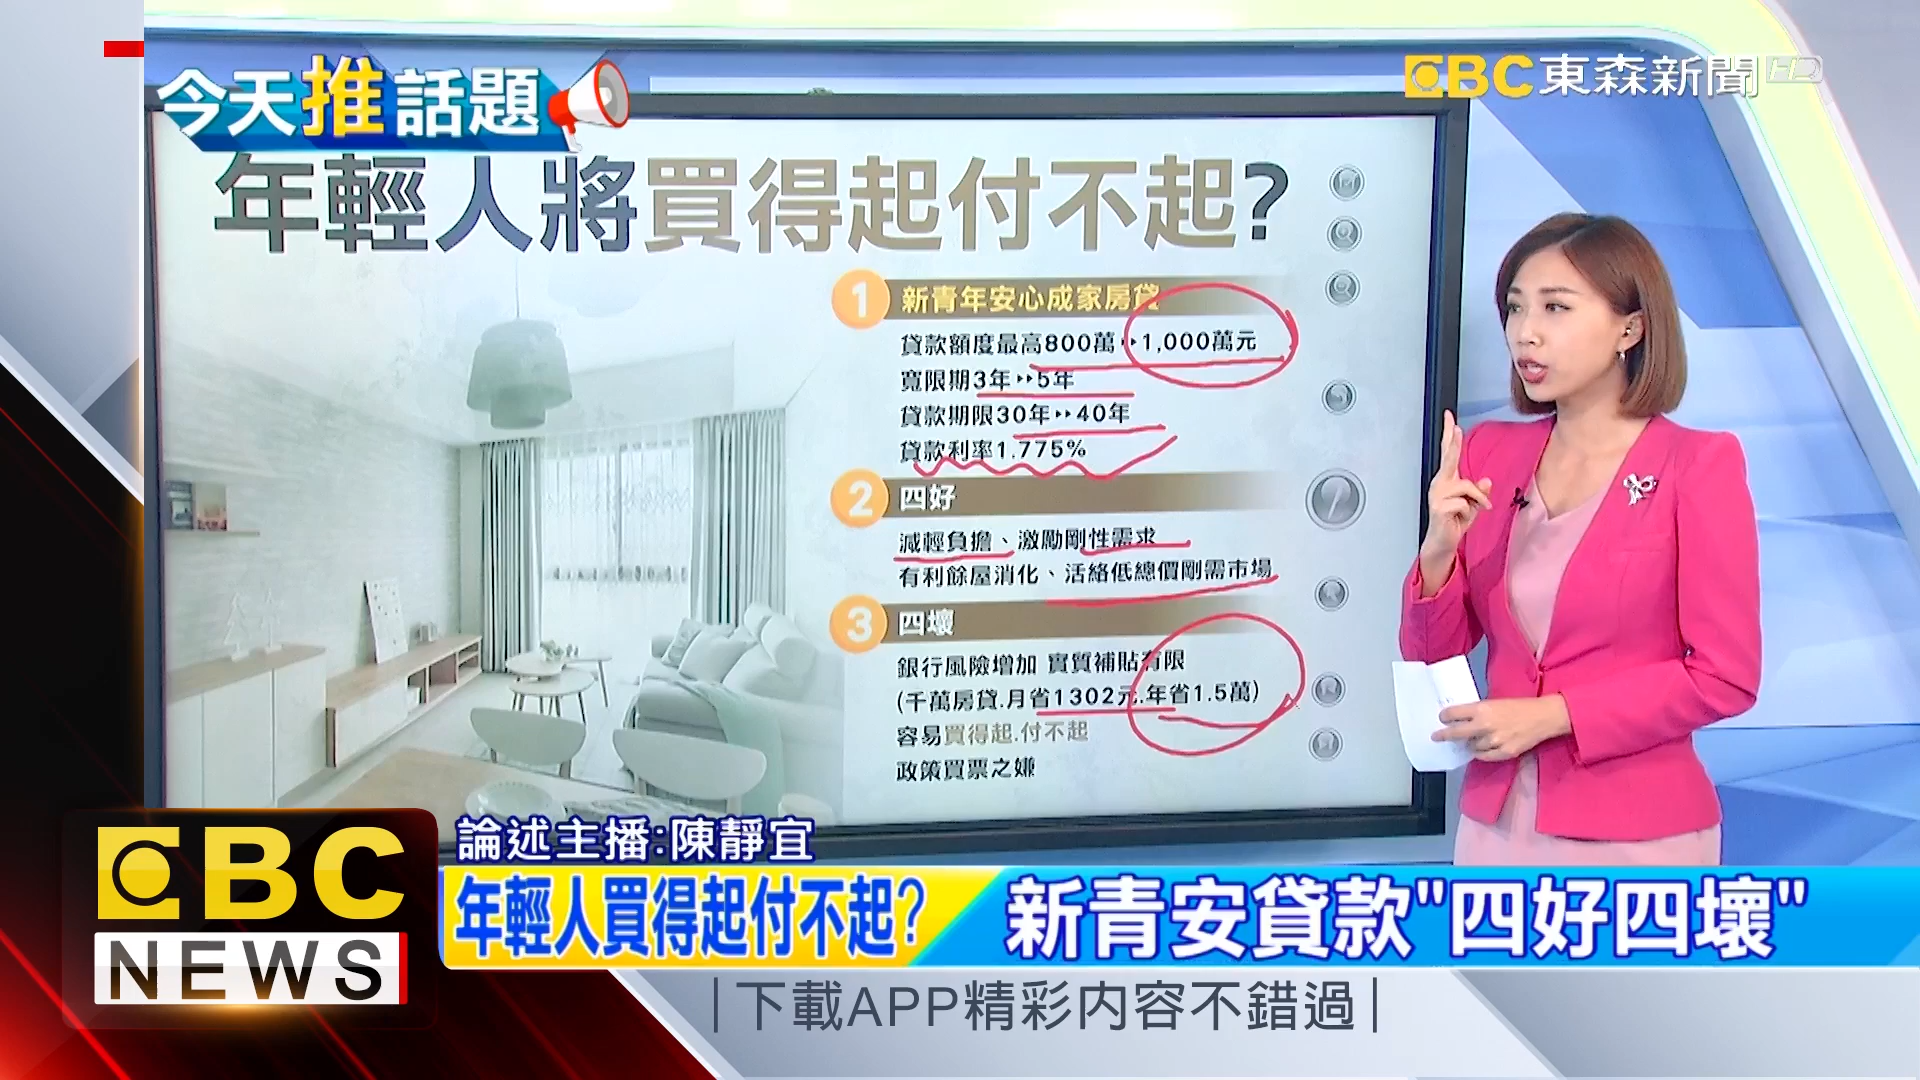 今天推話題
EBC東森新聞HD
年輕人將買得起付不起?
1 新青年安心成家房貸
貸款額度最高800萬▸▸1,000萬元
寬限期3年▸▸5年
貸款期限30年▸▸40年
貸款利率1.775%
2 四好
減輕負擔、激勵剛性需求
有利餘屋消化、活絡低總價剛需市場
3 四壞
銀行風險增加 實質補貼有限
(千萬房貸.月省1302元.年省1.5萬)
容易買得起.付不起
政策買票之嫌
論述主播:陳靜宜
年輕人買得起付不起?
新青安貸款"四好四壞"
EBC
NEWS
|下載APP精彩內容不錯過|